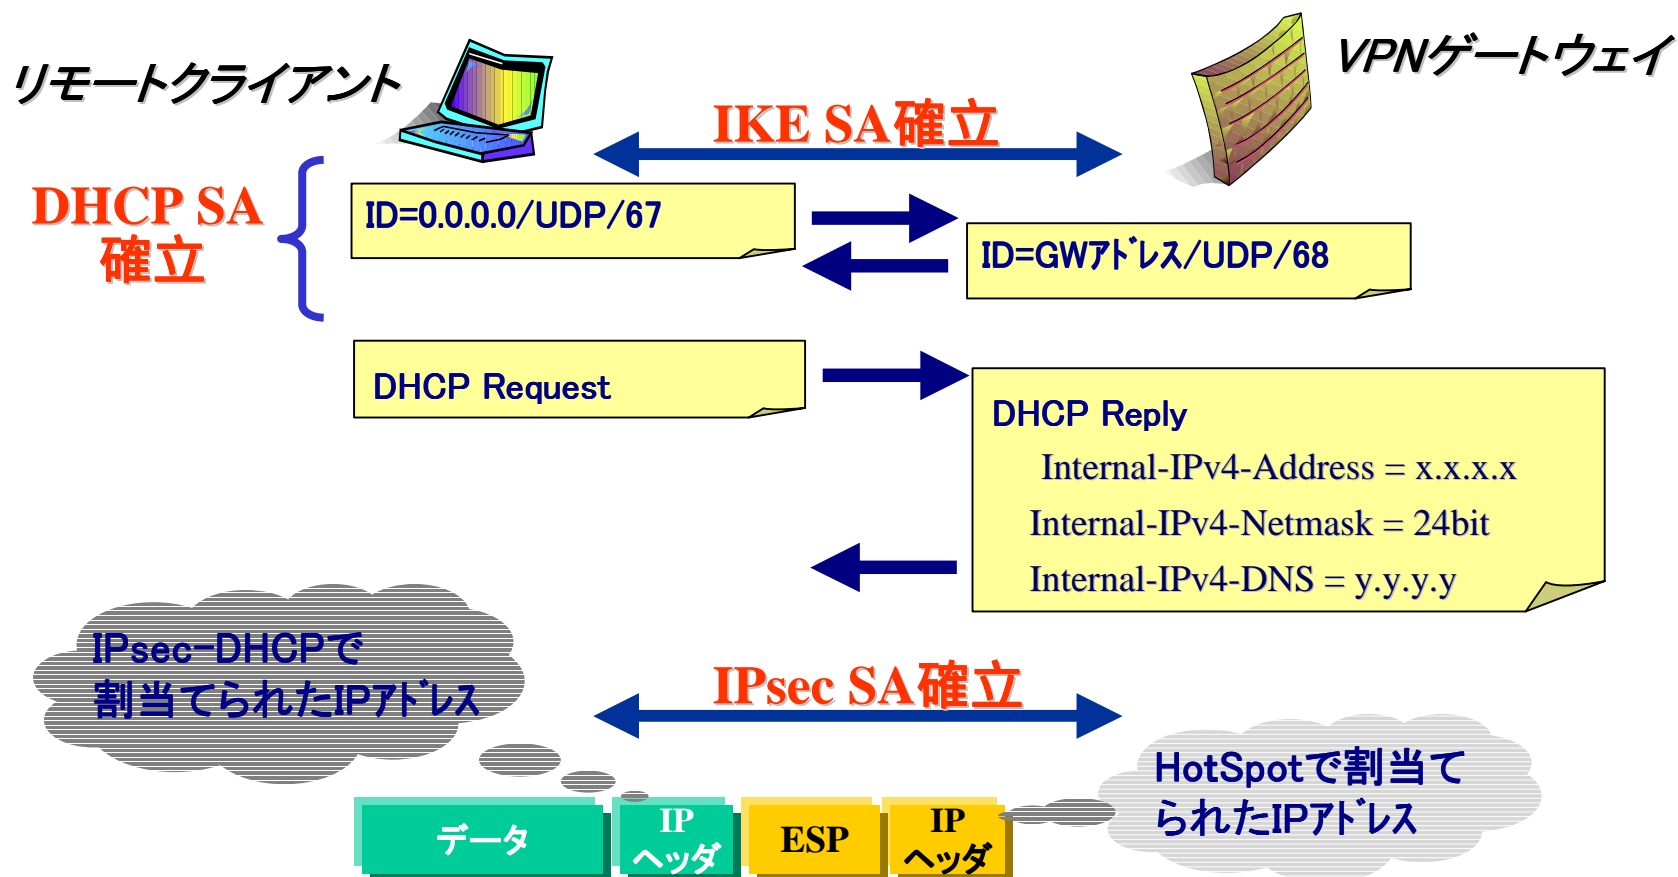 リモートクライアント
VPNゲートウェイ
IKE SA確立
DHCP SA
確立
ID=0.0.0.0/UDP/67
ID=GWｱﾄﾞﾚｽ/UDP/68
DHCP Request
DHCP Reply
Internal-IPv4-Address = x.x.x.x
Internal-IPv4-Netmask = 24bit
Internal-IPv4-DNS = y.y.y.y
IPsec-DHCPで
割当てられたIPｱﾄﾞﾚｽ
IPsec SA確立
HotSpotで割当て
られたIPｱﾄﾞﾚｽ
データ
IP
ヘッダ
ESP
IP
ヘッダ